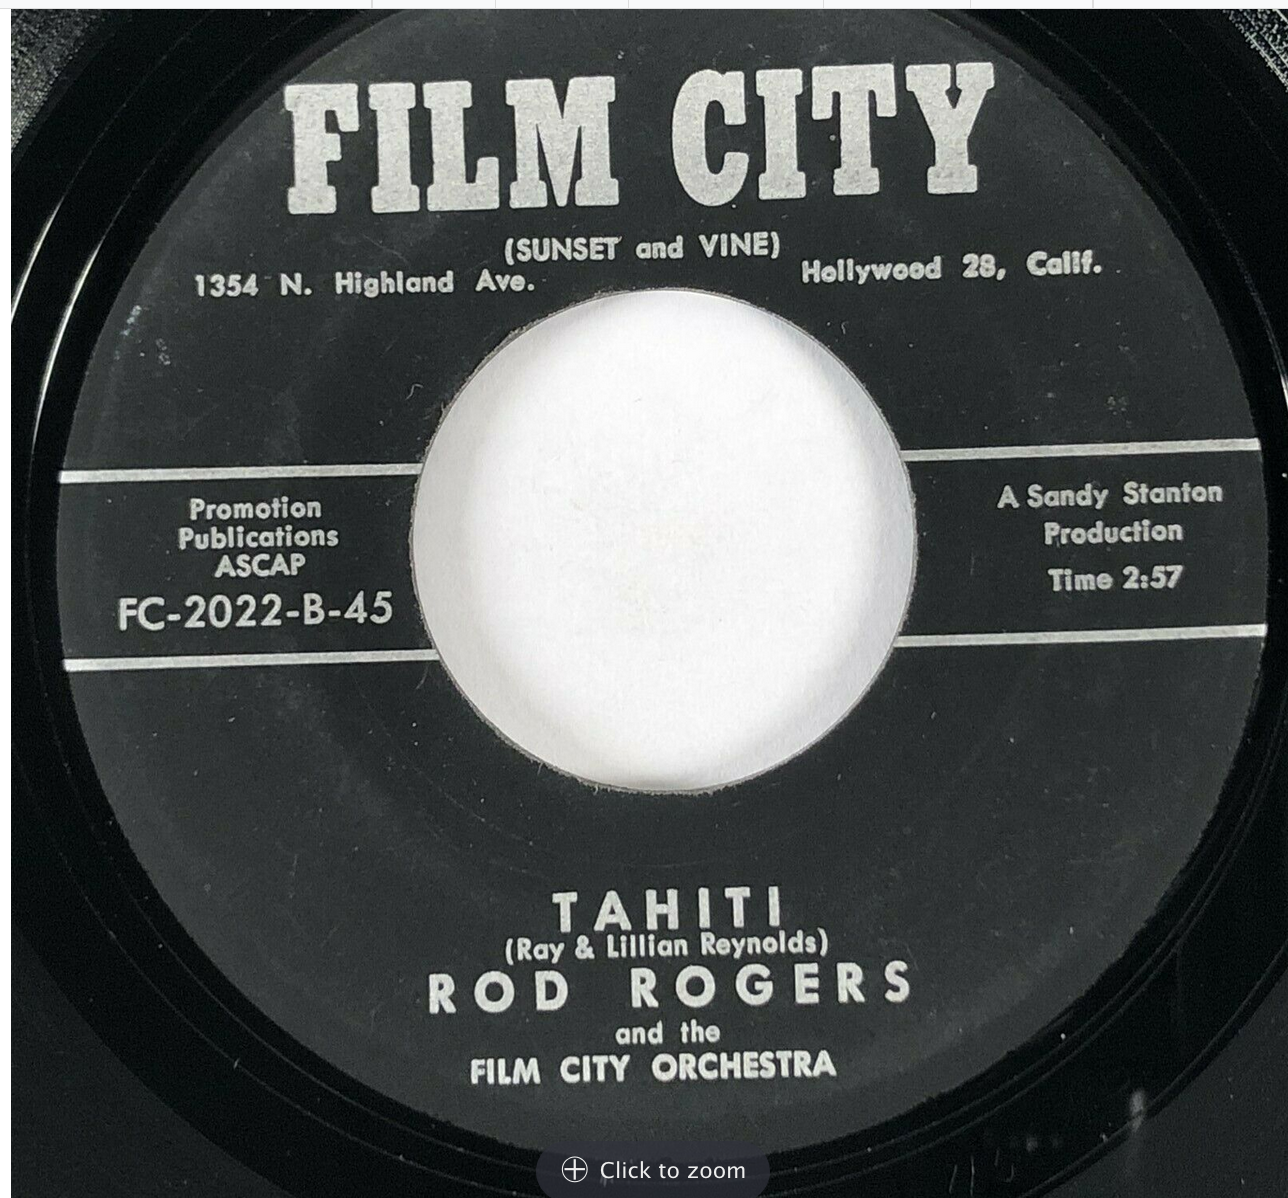 FILM CITY
(SUNSET and VINE)
1354 N. Highland Ave.
Hollywood 28, Calif.
Promotion
Publications
ASCAP
FC-2022-B-45
A Sandy Stanton
Production
Time 2:57
TAHITI
(Ray & Lillian Reynolds)
ROD ROGERS
and the
FILM CITY ORCHESTRA
Click to zoom